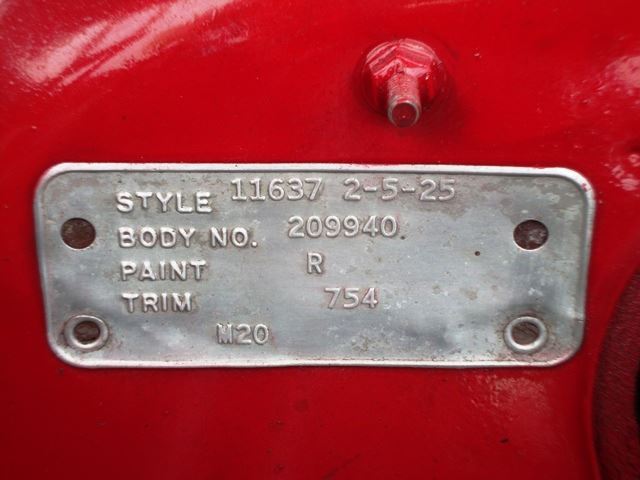 STYLE 11637 2-5-25
BODY NO. 209940
PAINT R
TRIM 754
M20